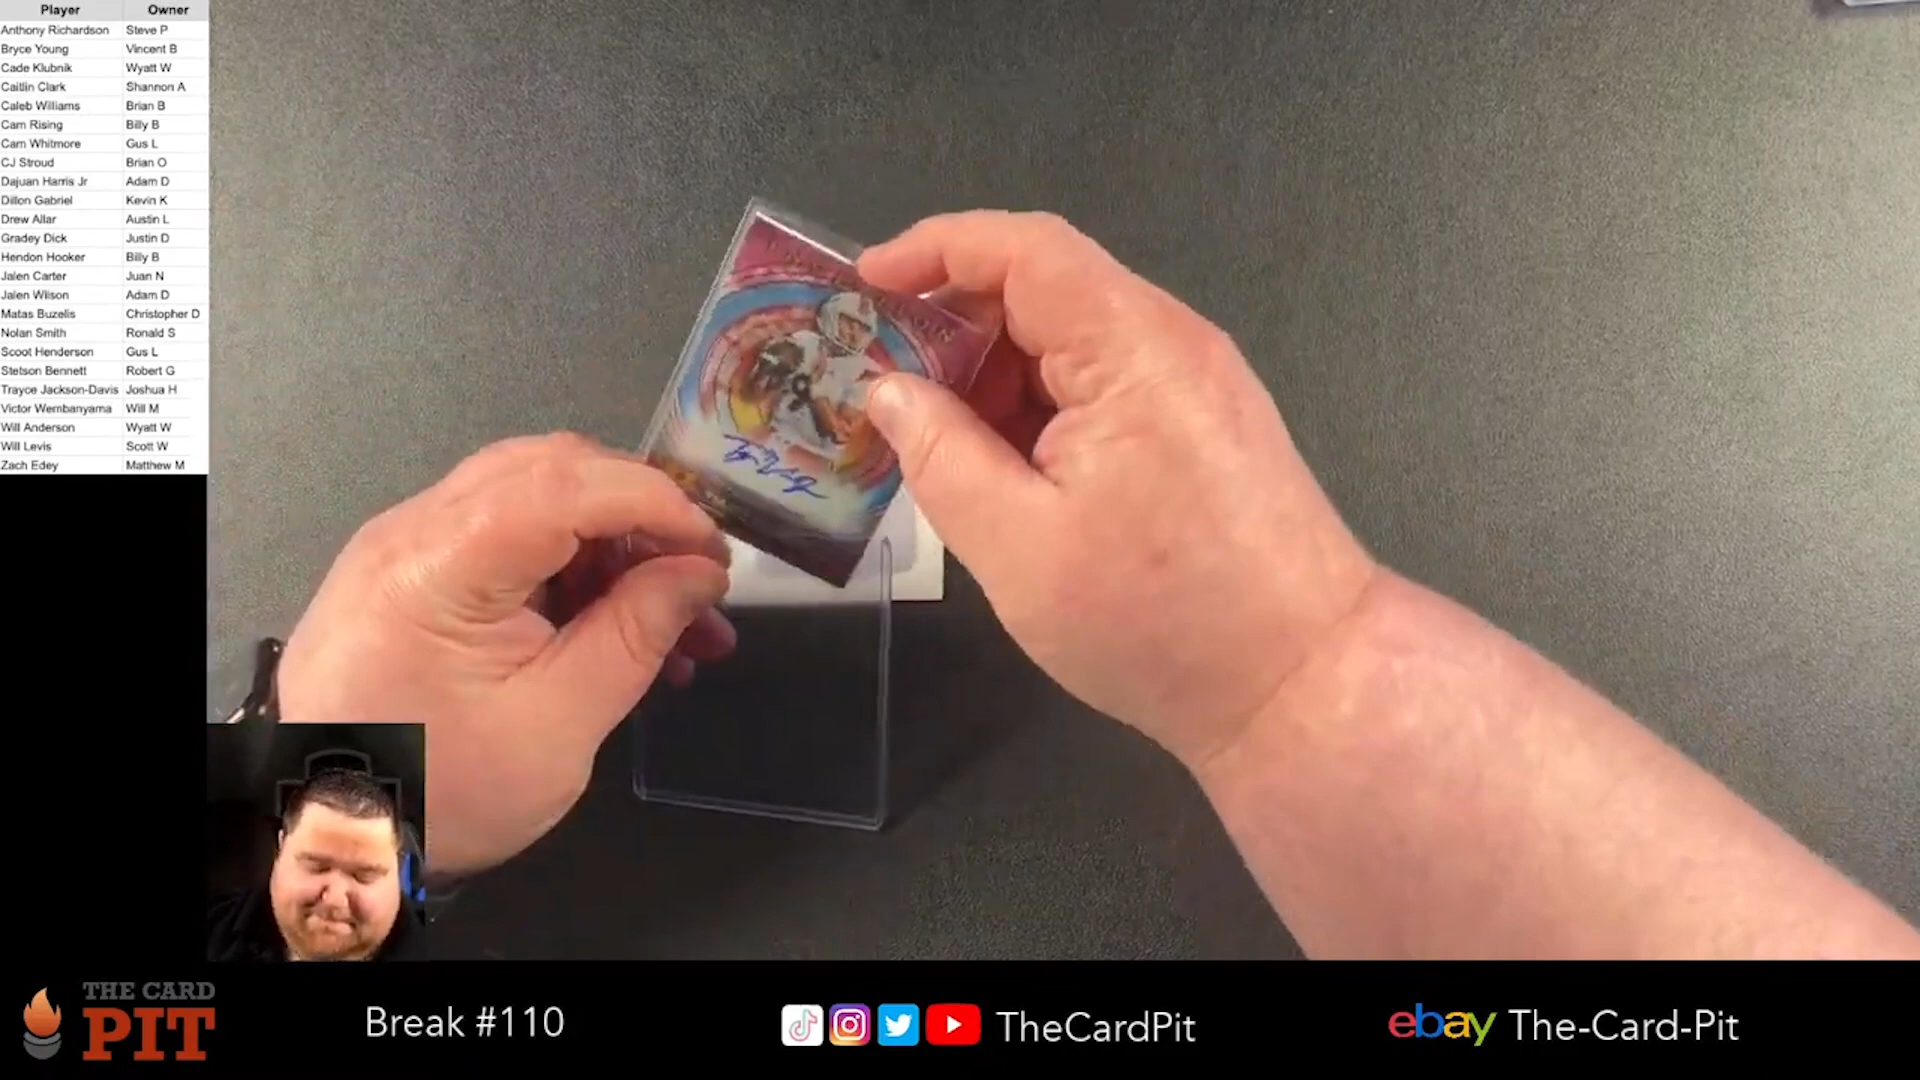 Player Owner
Anthony Richardson Steve P
Bryce Young Vincent B
Cade Klubnik Wyatt W
Caitlin Clark Shannon A
Caleb Williams Brian B
Cam Rising Billy B
Cam Whitmore Gus L
CJ Stroud Brian O
Dajuan Harris Jr Adam D
Dillon Gabriel Kevin K
Drew Allar Austin L
Gradey Dick Justin D
Hendon Hooker Billy B
Jalen Carter Juan N
Jalen Wilson Adam D
Matas Buzelis Christopher D
Nolan Smith Ronald S
Scoot Henderson Gus L
Stetson Bennett Robert G
Trayce Jackson-Davis Joshua H
Victor Wembanyama Will M
Will Anderson Wyatt W
Will Levis Scott W
Zach Edey Matthew M
THE CARD
PIT
Break #110
TheCardPit
ebay The-Card-Pit